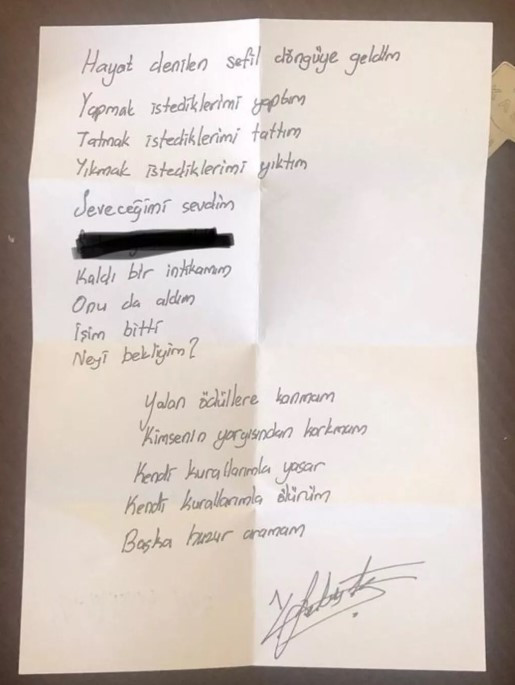 Hayat denilen sefil döngüye geldim
Yapmak istediklerimi yaptım
Tatmak istediklerimi tattım
Yıkmak istediklerimi yıktım
Seveceğimi sevdim
Kaldı bir intikamım
Onu da aldım
İşim bitti
Neyi bekliyim?
Yalan ödüllere kanmam
Kimsenin yargısından korkmam
Kendi kurallarımla yaşar
Kendi kurallarımla ölürüm
Başka huzur aramam